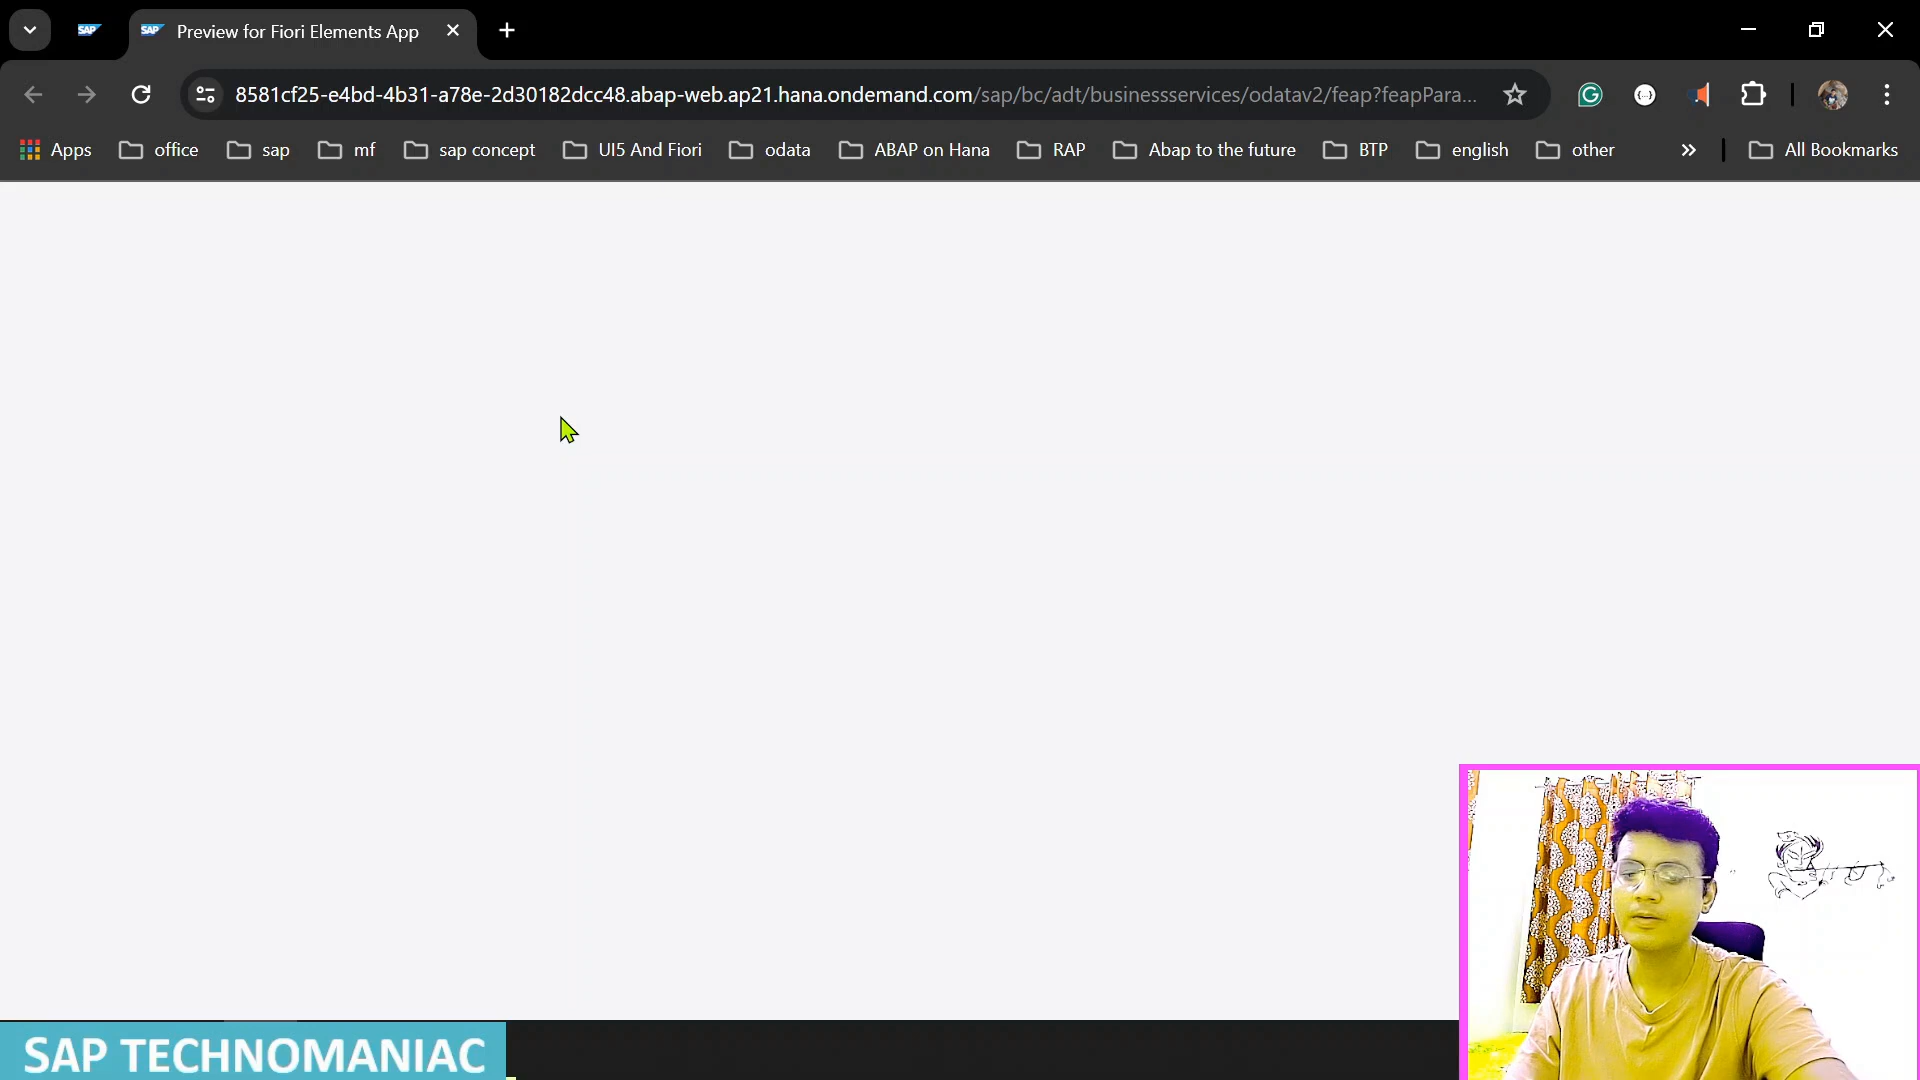 SAP
SAP Preview for Fiori Elements App
8581cf25-e4bd-4b31-a78e-2d30182dcc48.abap-web.ap21.hana.ondemand.com/sap/bc/adt/businessservices/odatav2/feap?feapPara...
Apps office sap mf sap concept UI5 And Fiori odata ABAP on Hana RAP Abap to the future BTP english other » All Bookmarks
SAP TECHNOMANIAC